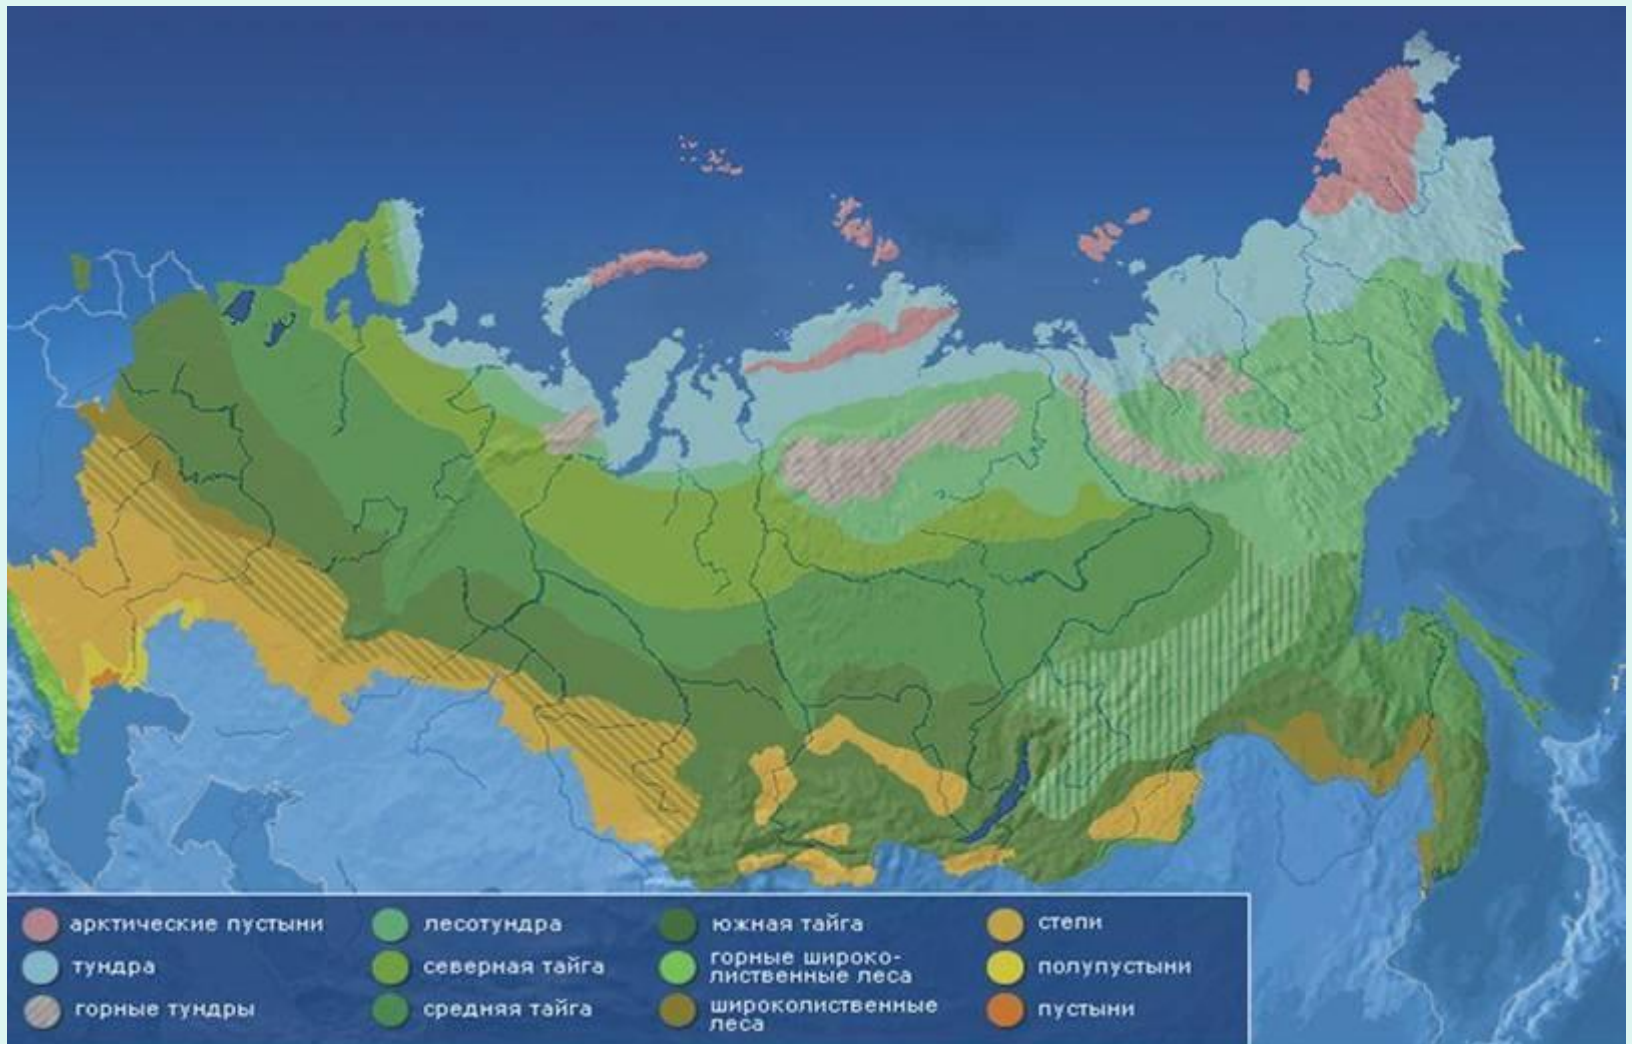 арктические пустыни
тундра
горные тундры
лесотундра
северная тайга
средняя тайга
южная тайга
горные широко-
лиственные леса
широколиственные
леса
степи
полупустыни
пустыни